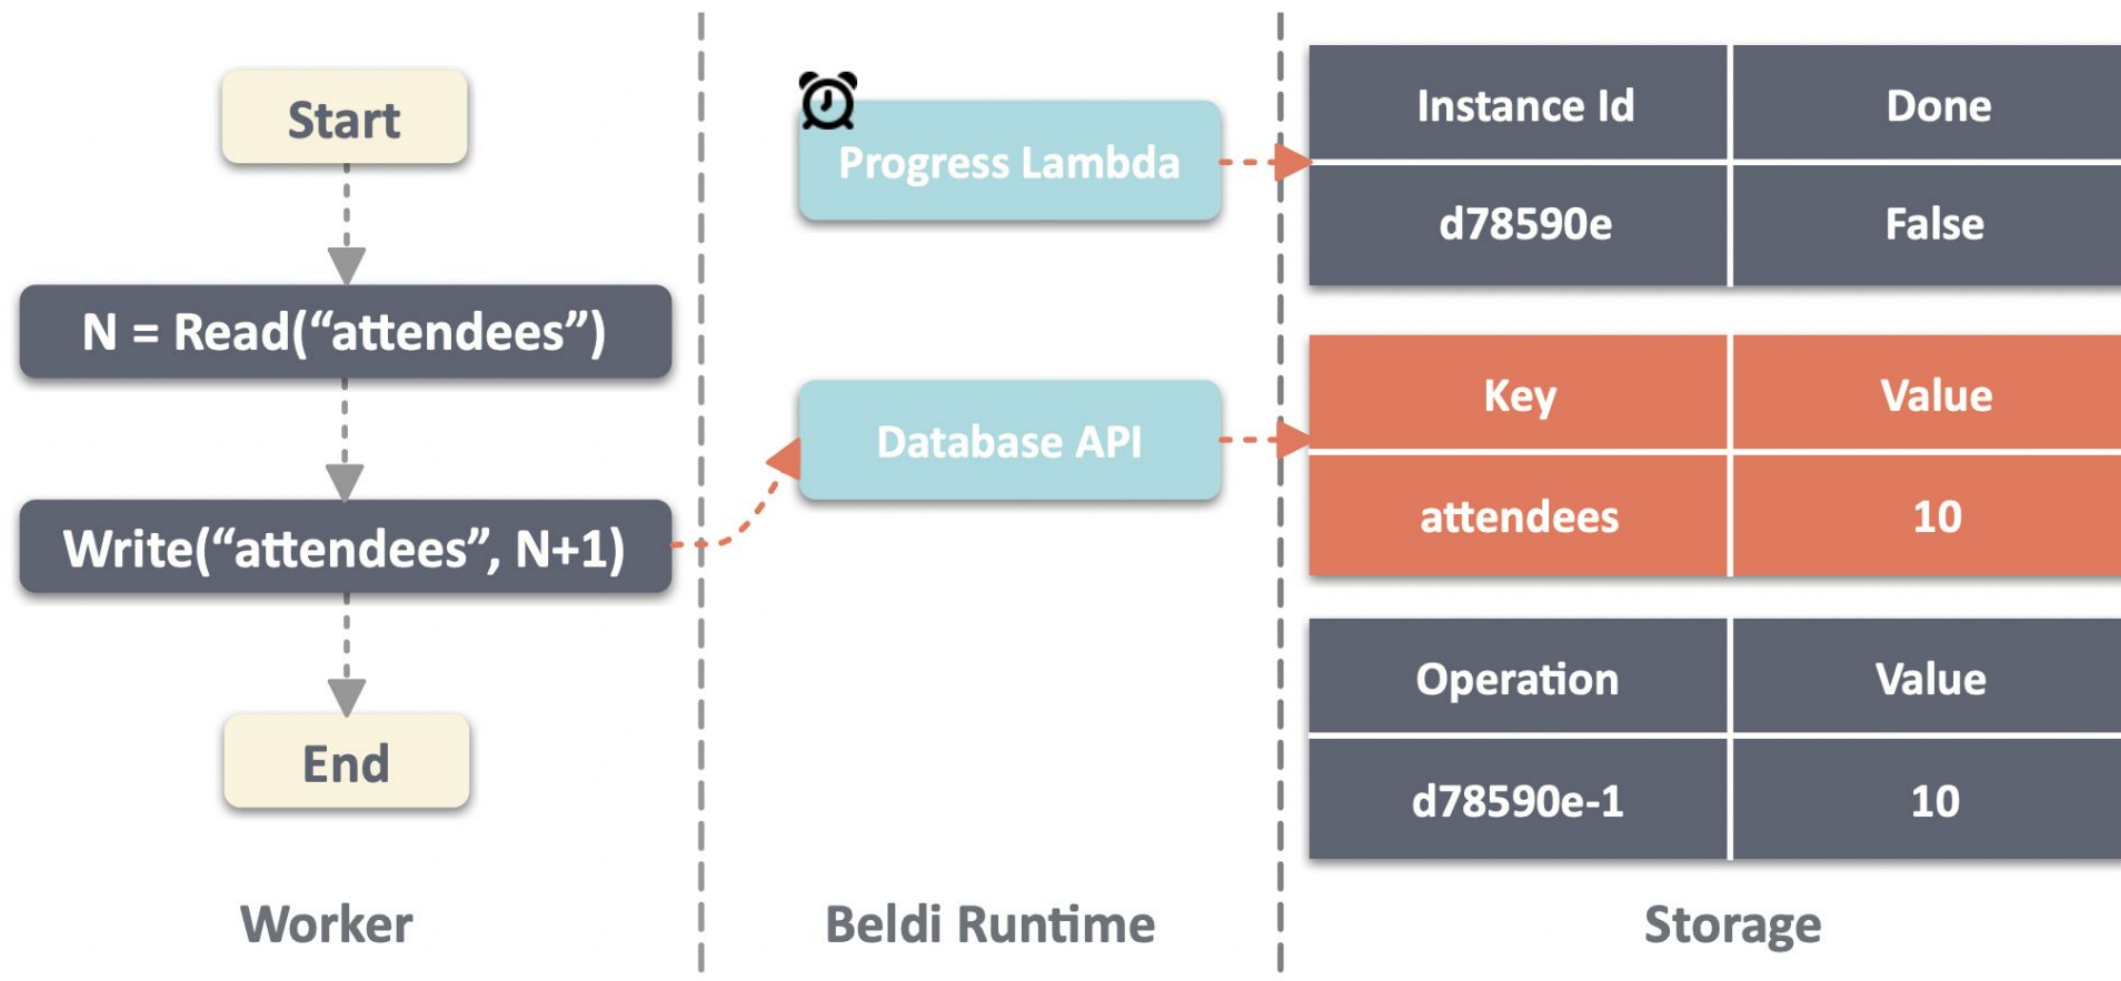 Start
N = Read(“attendees”)
Write(“attendees”, N+1)
End
Worker
Progress Lambda
Database API
Beldi Runtime
Instance Id Done
d78590e False
Key Value
attendees 10
Operation Value
d78590e-1 10
Storage